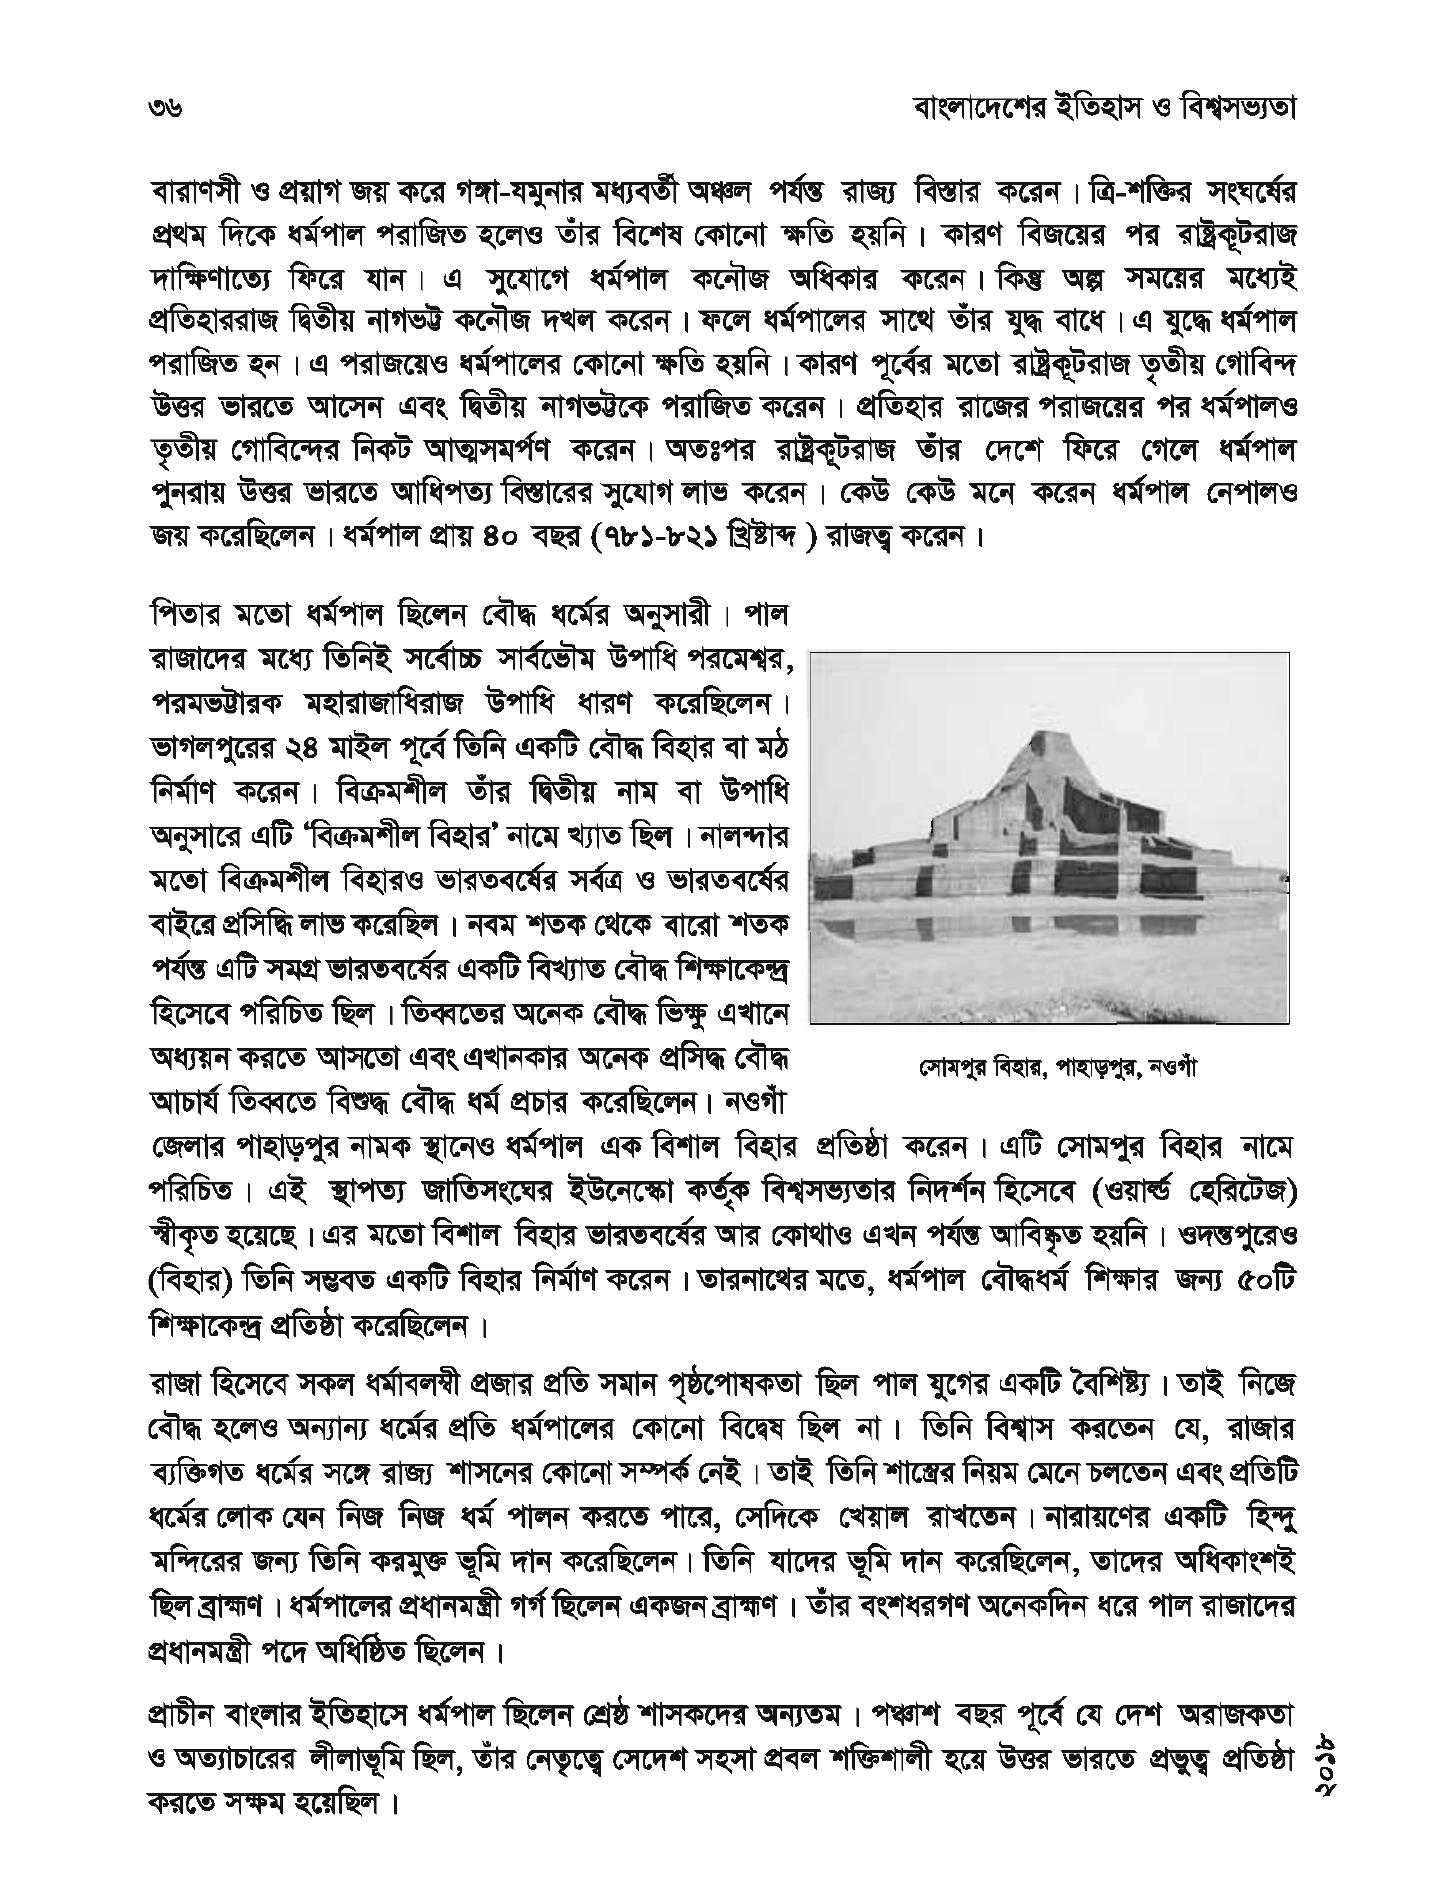 ৩৬
বাংলাদেশের ইতিহাস ও বিশ্বসভ্যতা
বারাণসী ও প্রয়াগ জয় করে গঙ্গা-যমুনার মধ্যবর্তী অঞ্চল পর্যন্ত রাজ্য বিস্তার করেন। ত্রি-শক্তির সংঘর্ষের
প্রথম দিকে ধর্মপাল পরাজিত হলেও তাঁর বিশেষ কোনো ক্ষতি হয়নি। কারণ বিজয়ের পর রাষ্ট্রকূটরাজ
দাক্ষিণাত্যে ফিরে যান। এ সুযোগে ধর্মপাল কনৌজ অধিকার করেন। কিন্তু অল্প সময়ের মধ্যেই
প্রতিহাররাজ দ্বিতীয় নাগভট্ট কনৌজ দখল করেন। ফলে ধর্মপালের সাথে তাঁর যুদ্ধ বাধে। এ যুদ্ধে ধর্মপাল
পরাজিত হন। এ পরাজয়েও ধর্মপালের কোনো ক্ষতি হয়নি। কারণ পূর্বের মতো রাষ্ট্রকূটরাজ তৃতীয় গোবিন্দ
উত্তর ভারতে আসেন এবং দ্বিতীয় নাগভট্টকে পরাজিত করেন। প্রতিহার রাজের পরাজয়ের পর ধর্মপালও
তৃতীয় গোবিন্দের নিকট আত্মসমর্পণ করেন। অতঃপর রাষ্ট্রকূটরাজ তাঁর দেশে ফিরে গেলে ধর্মপাল
পুনরায় উত্তর ভারতে আধিপত্য বিস্তারের সুযোগ লাভ করেন। কেউ কেউ মনে করেন ধর্মপাল নেপালও
জয় করেছিলেন। ধর্মপাল প্রায় ৪০ বছর (৭৮১-৮২১ খ্রিষ্টাব্দ ) রাজত্ব করেন।
পিতার মতো ধর্মপাল ছিলেন বৌদ্ধ ধর্মের অনুসারী। পাল
রাজাদের মধ্যে তিনিই সর্বোচ্চ সার্বভৌম উপাধি পরমেশ্বর,
পরমভট্টারক মহারাজাধিরাজ উপাধি ধারণ করেছিলেন।
ভাগলপুরের ২৪ মাইল পূর্বে তিনি একটি বৌদ্ধ বিহার বা মঠ
নির্মাণ করেন। বিক্রমশীল তাঁর দ্বিতীয় নাম বা উপাধি
অনুসারে এটি ‘বিক্রমশীল বিহার’ নামে খ্যাত ছিল। নালন্দার
মতো বিক্রমশীল বিহারও ভারতবর্ষের সর্বত্র ও ভারতবর্ষের
বাইরে প্রসিদ্ধি লাভ করেছিল। নবম শতক থেকে বারো শতক
পর্যন্ত এটি সমগ্র ভারতবর্ষের একটি বিখ্যাত বৌদ্ধ শিক্ষাকেন্দ্র
হিসেবে পরিচিত ছিল। তিব্বতের অনেক বৌদ্ধ ভিক্ষু এখানে
অধ্যয়ন করতে আসতো এবং এখানকার অনেক প্রসিদ্ধ বৌদ্ধ
আচার্য তিব্বতে বিশুদ্ধ বৌদ্ধ ধর্ম প্রচার করেছিলেন। নওগাঁ
সোমপুর বিহার, পাহাড়পুর, নওগাঁ
জেলার পাহাড়পুর নামক স্থানেও ধর্মপাল এক বিশাল বিহার প্রতিষ্ঠা করেন। এটি সোমপুর বিহার নামে
পরিচিত। এই স্থাপত্য জাতিসংঘের ইউনেস্কো কর্তৃক বিশ্বসভ্যতার নিদর্শন হিসেবে (ওয়ার্ল্ড হেরিটেজ)
স্বীকৃত হয়েছে। এর মতো বিশাল বিহার ভারতবর্ষের আর কোথাও এখন পর্যন্ত আবিষ্কৃত হয়নি। ওদন্তপুরেও
(বিহার) তিনি সম্ভবত একটি বিহার নির্মাণ করেন। তারনাথের মতে, ধর্মপাল বৌদ্ধধর্ম শিক্ষার জন্য ৫০টি
শিক্ষাকেন্দ্র প্রতিষ্ঠা করেছিলেন।
রাজা হিসেবে সকল ধর্মাবলম্বী প্রজার প্রতি সমান পৃষ্ঠপোষকতা ছিল পাল যুগের একটি বৈশিষ্ট্য। তাই নিজে
বৌদ্ধ হলেও অন্যান্য ধর্মের প্রতি ধর্মপালের কোনো বিদ্বেষ ছিল না। তিনি বিশ্বাস করতেন যে, রাজার
ব্যক্তিগত ধর্মের সঙ্গে রাজ্য শাসনের কোনো সম্পর্ক নেই। তাই তিনি শাস্ত্রের নিয়ম মেনে চলতেন এবং প্রতিটি
ধর্মের লোক যেন নিজ নিজ ধর্ম পালন করতে পারে, সেদিকে খেয়াল রাখতেন। নারায়ণের একটি হিন্দু
মন্দিরের জন্য তিনি করমুক্ত ভূমি দান করেছিলেন। তিনি যাদের ভূমি দান করেছিলেন, তাদের অধিকাংশই
ছিল ব্রাহ্মণ। ধর্মপালের প্রধানমন্ত্রী গর্গ ছিলেন একজন ব্রাহ্মণ। তাঁর বংশধরগণ অনেকদিন ধরে পাল রাজাদের
প্রধানমন্ত্রী পদে অধিষ্ঠিত ছিলেন।
প্রাচীন বাংলার ইতিহাসে ধর্মপাল ছিলেন শ্রেষ্ঠ শাসকদের অন্যতম। পঞ্চাশ বছর পূর্বে যে দেশ অরাজকতা
ও অত্যাচারের লীলাভূমি ছিল, তাঁর নেতৃত্বে সেদেশ সহসা প্রবল শক্তিশালী হয়ে উত্তর ভারতে প্রভুত্ব প্রতিষ্ঠা
করতে সক্ষম হয়েছিল।
২০১৮